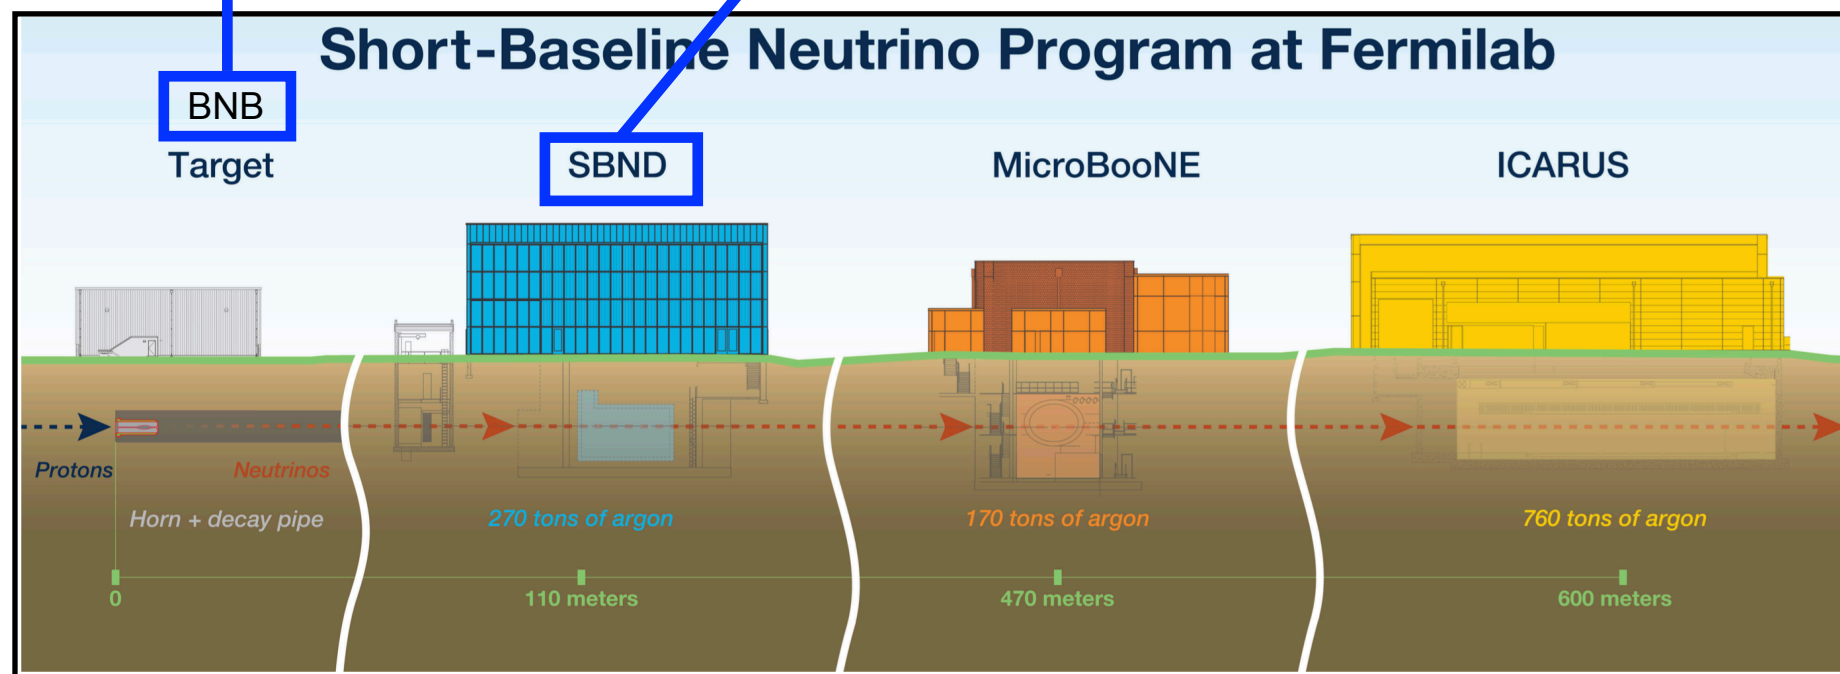 Short-Baseline Neutrino Program at Fermilab
BNB
Target
SBND
MicroBooNE
ICARUS
Protons
Neutrinos
Horn + decay pipe
270 tons of argon
170 tons of argon
760 tons of argon
0
110 meters
470 meters
600 meters